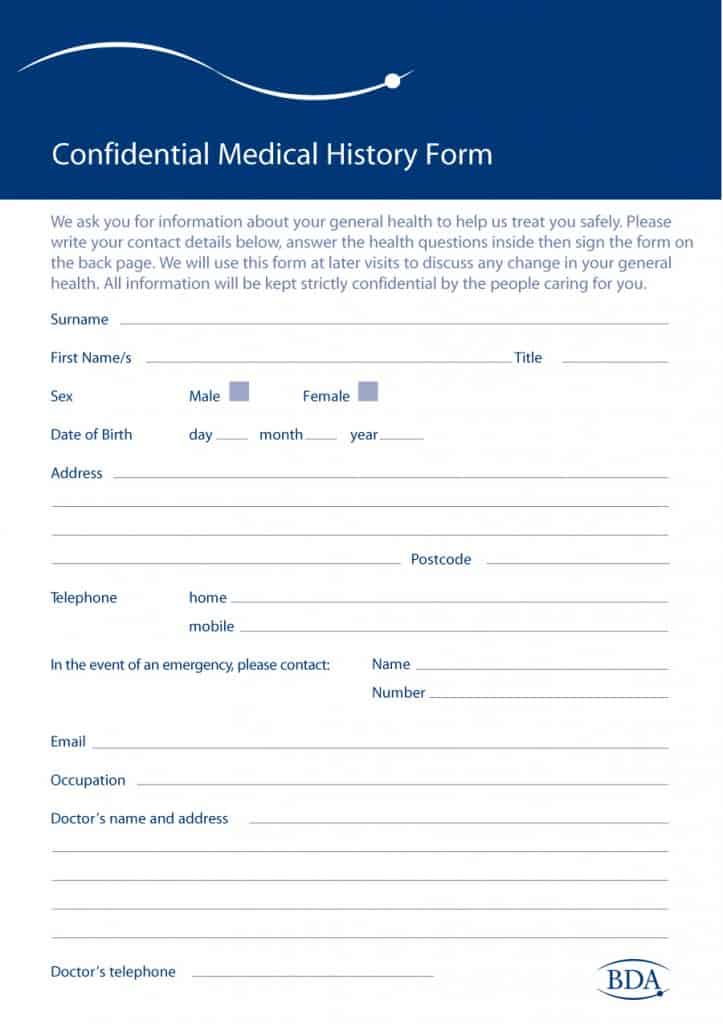 Confidential Medical History Form
We ask you for information about your general health to help us treat you safely. Please
write your contact details below, answer the health questions inside then sign the form on
the back page. We will use this form at later visits to discuss any change in your general
health. All information will be kept strictly confidential by the people caring for you.
Surname
First Name/s Title
Sex Male Female
Date of Birth day month year
Address
Postcode
Telephone home
mobile
In the event of an emergency, please contact: Name
Number
Email
Occupation
Doctor's name and address
Doctor's telephone
BDA